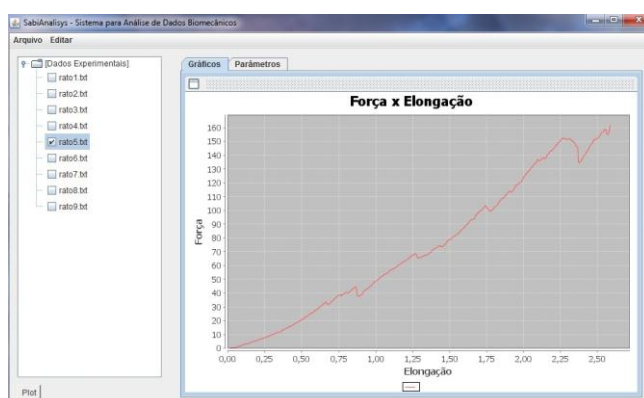 SabiAnalisys - Sistema para Análise de Dados Biomecânicos
Arquivo Editar
[Dados Experimentais]
rato1.txt
rato2.txt
rato3.txt
rato4.txt
rato5.txt
rato6.txt
rato7.txt
rato8.txt
rato9.txt
Plot
Gráficos Parâmetros
Força x Elongação
Força
160
150
140
130
120
110
100
90
80
70
60
50
40
30
20
10
0
0,00 0,25 0,50 0,75 1,00 1,25 1,50 1,75 2,00 2,25 2,50
Elongação